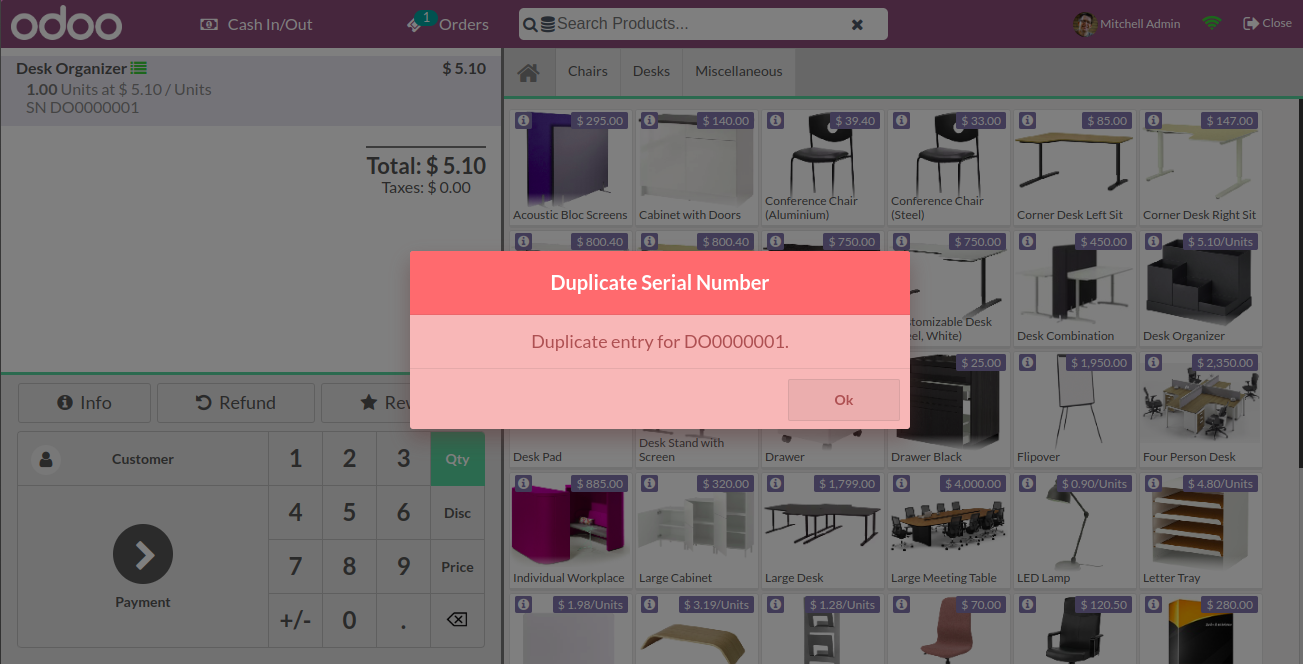 odoo
Cash In/Out
1
Orders
Search Products...
Mitchell Admin
Close
Desk Organizer
$ 5.10
1.00 Units at $ 5.10 / Units
SN DO0000001
Total: $ 5.10
Taxes: $ 0.00
Chairs
Desks
Miscellaneous
$ 295.00
Acoustic Bloc Screens
$ 140.00
Cabinet with Doors
$ 39.40
Conference Chair
(Aluminium)
$ 33.00
Conference Chair
(Steel)
$ 85.00
Corner Desk Left Sit
$ 147.00
Corner Desk Right Sit
$ 800.40
$ 800.40
$ 750.00
$ 750.00
$ 450.00
Desk Combination
$ 5.10/Units
Desk Organizer
Duplicate Serial Number
Duplicate entry for DO0000001.
Ok
Desk Pad
Desk Stand with
Screen
Drawer
$ 25.00
Drawer Black
$ 1,950.00
Flipover
$ 2,350.00
Four Person Desk
$ 885.00
Individual Workplace
$ 320.00
Large Cabinet
$ 1,799.00
Large Desk
$ 4,000.00
Large Meeting Table
$ 0.90/Units
LED Lamp
$ 4.80/Units
Letter Tray
$ 1.98/Units
$ 3.19/Units
$ 1.28/Units
$ 70.00
$ 120.50
$ 280.00
Info
Refund
Customer
Payment
1
2
3
Qty
4
5
6
Disc
7
8
9
Price
+/-
0
.